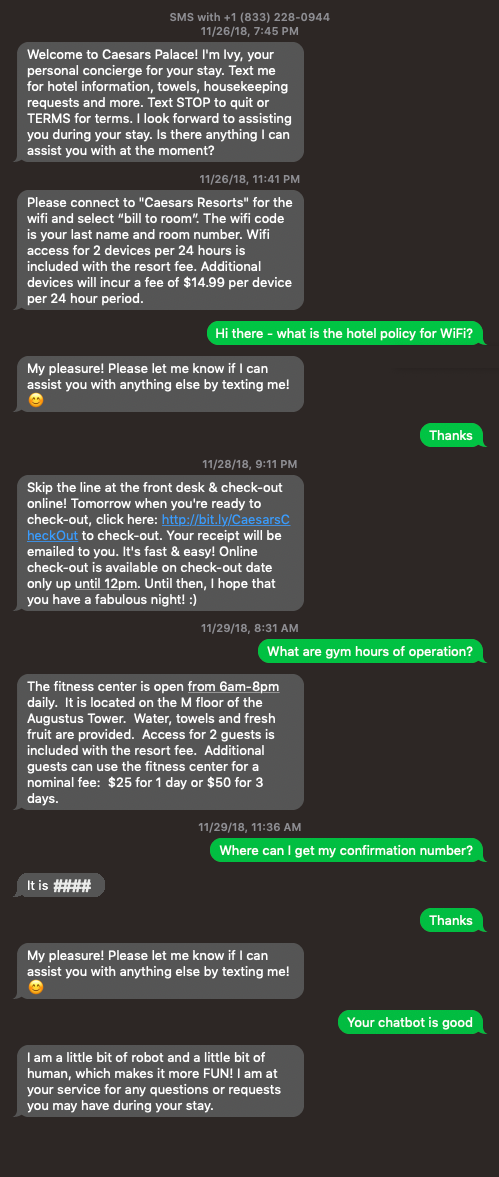 SMS with +1 (833) 228-0944
11/26/18, 7:45 PM
Welcome to Caesars Palace! I'm Ivy, your
personal concierge for your stay. Text me
for hotel information, towels, housekeeping
requests and more. Text STOP to quit or
TERMS for terms. I look forward to assisting
you during your stay. Is there anything I can
assist you with at the moment?
11/26/18, 11:41 PM
Please connect to "Caesars Resorts" for the
wifi and select “bill to room”. The wifi code
is your last name and room number. Wifi
access for 2 devices per 24 hours is
included with the resort fee. Additional
devices will incur a fee of $14.99 per device
per 24 hour period.
Hi there - what is the hotel policy for WiFi?
My pleasure! Please let me know if I can
assist you with anything else by texting me!
😊
Thanks
11/28/18, 9:11 PM
Skip the line at the front desk & check-out
online! Tomorrow when you're ready to
check-out, click here: http://bit.ly/CaesarsC
heckOut to check-out. Your receipt will be
emailed to you. It's fast & easy! Online
check-out is available on check-out date
only up until 12pm. Until then, I hope that
you have a fabulous night! :)
11/29/18, 8:31 AM
What are gym hours of operation?
The fitness center is open from 6am-8pm
daily.  It is located on the M floor of the
Augustus Tower.  Water, towels and fresh
fruit are provided.  Access for 2 guests is
included with the resort fee.  Additional
guests can use the fitness center for a
nominal fee:  $25 for 1 day or $50 for 3
days.
11/29/18, 11:36 AM
Where can I get my confirmation number?
It is ####
Thanks
My pleasure! Please let me know if I can
assist you with anything else by texting me!
😊
Your chatbot is good
I am a little bit of robot and a little bit of
human, which makes it more FUN! I am at
your service for any questions or requests
you may have during your stay.